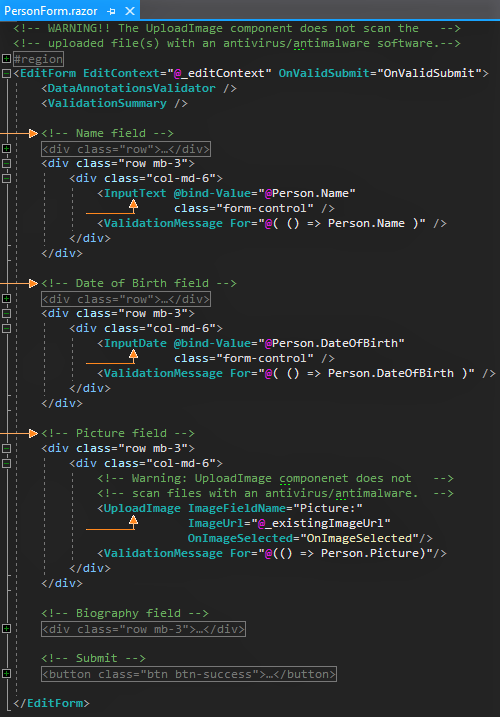 PersonForm.razor
<!-- WARNING!! The UploadImage component does not scan the   -->
<!-- uploaded file(s) with an antivirus/antimalware software.-->
#region
<EditForm EditContext="@_editContext" OnValidSubmit="OnValidSubmit">
<DataAnnotationsValidator />
<ValidationSummary />
<!-- Name field -->
<div class="row">…</div>
<div class="row mb-3">
<div class="col-md-6">
<InputText @bind-Value="@Person.Name"
class="form-control" />
<ValidationMessage For="@( () => Person.Name )" />
</div>
</div>
<!-- Date of Birth field -->
<div class="row">…</div>
<div class="row mb-3">
<div class="col-md-6">
<InputDate @bind-Value="@Person.DateOfBirth"
class="form-control" />
<ValidationMessage For="@( () => Person.DateOfBirth )" />
</div>
</div>
<!-- Picture field -->
<div class="row mb-3">
<div class="col-md-6">
<!-- Warning: UploadImage componenet does not   -->
<!-- scan files with an antivirus/antimalware.  -->
<UploadImage ImageFieldName="Picture:"
ImageUrl="@_existingImageUrl"
OnImageSelected="OnImageSelected"/>
<ValidationMessage For="@(() => Person.Picture)"/>
</div>
</div>
<!-- Biography field -->
<div class="row mb-3">…</div>
<!-- Submit -->
<button class="btn btn-success">…</button>
</EditForm>